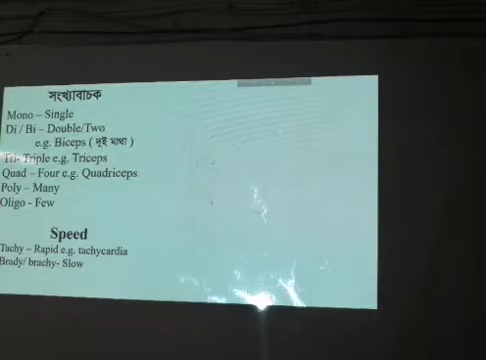 সংখ্যাবাচক
Mono – Single
Di / Bi – Double/Two
e.g. Biceps ( দুই মাথা )
Tri- Triple e.g. Triceps
Quad – Four e.g. Quadriceps
Poly – Many
Oligo - Few
Speed
Tachy – Rapid e.g. tachycardia
Brady/ brachy- Slow